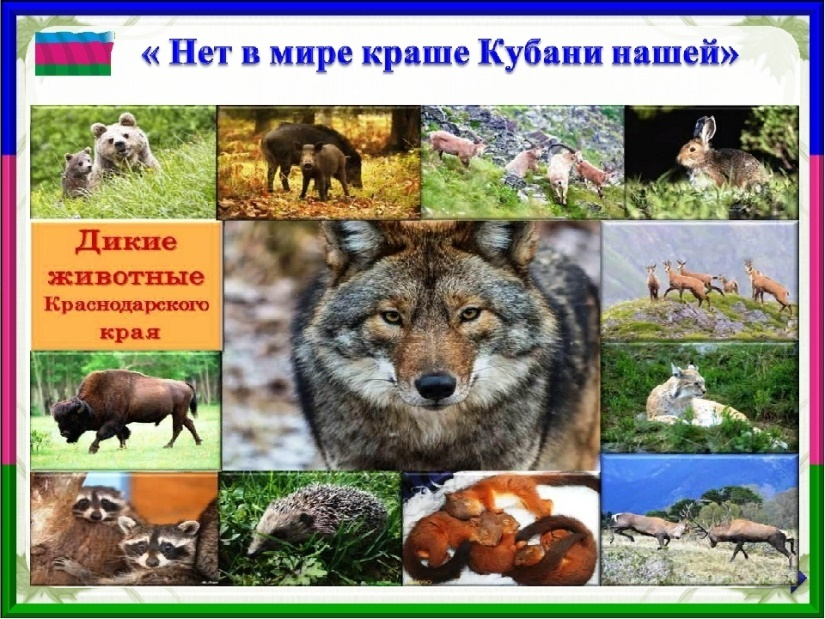 « Нет в мире краше Кубани нашей»
Дикие
животные
Краснодарского
края